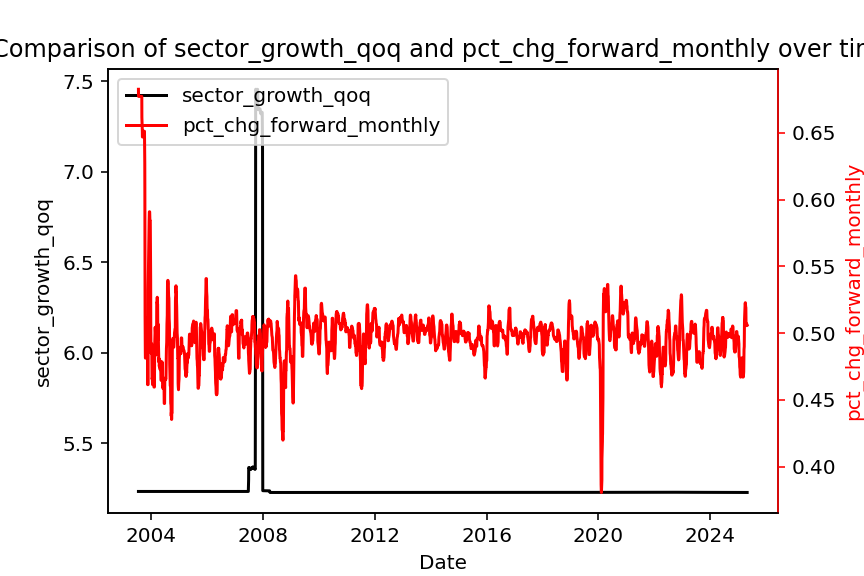 Comparison of sector_growth_qoq and pct_chg_forward_monthly over tim
sector_growth_qoq
pct_chg_forward_monthly
7.5
7.0
6.5
6.0
5.5
sector_growth_qoq
0.65
0.60
0.55
0.50
0.45
0.40
pct_chg_forward_monthly
2004
2008
2012
2016
2020
2024
Date